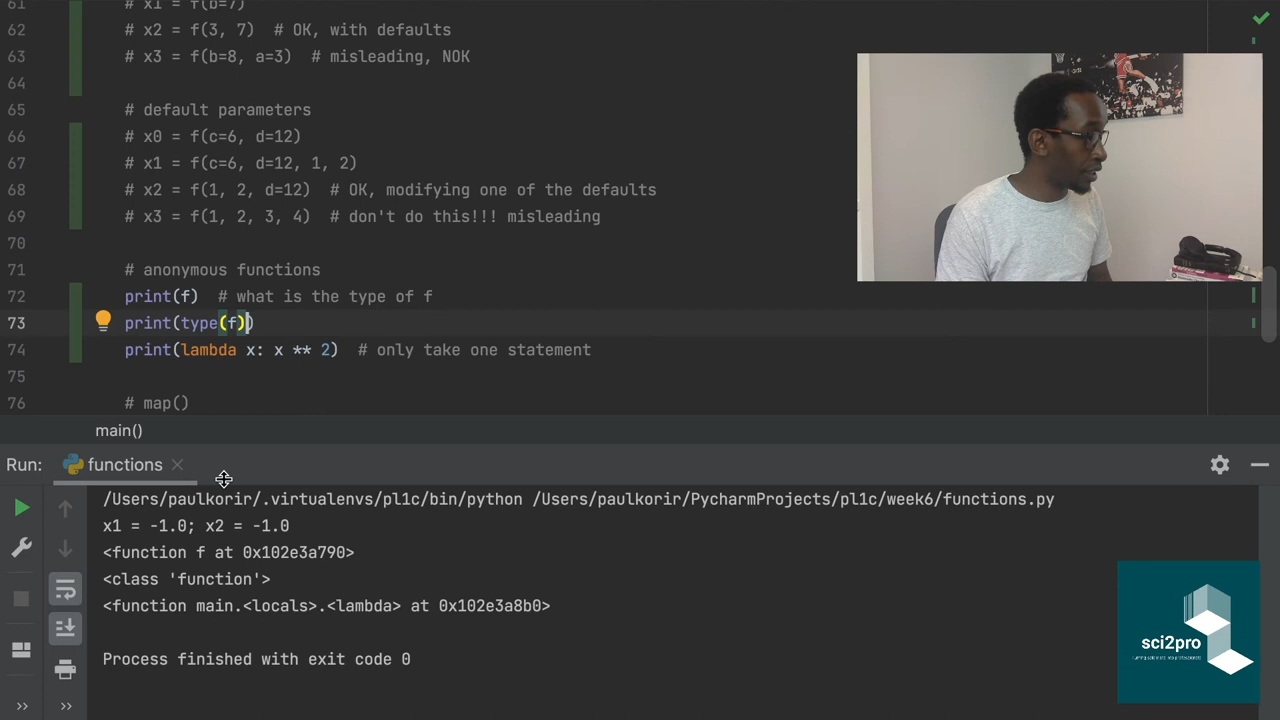 61 # x1 = f(b=7)
62 # x2 = f(3, 7)  # OK, with defaults
63 # x3 = f(b=8, a=3)  # misleading, NOK
64
65 # default parameters
66 # x0 = f(c=6, d=12)
67 # x1 = f(c=6, d=12, 1, 2)
68 # x2 = f(1, 2, d=12)  # OK, modifying one of the defaults
69 # x3 = f(1, 2, 3, 4)  # don't do this!!! misleading
70
71 # anonymous functions
72 print(f)  # what is the type of f
73 print(type(f))
74 print(lambda x: x ** 2)  # only take one statement
75
76 # map()
main()
Run: functions
/Users/paulkorir/.virtualenvs/pl1c/bin/python /Users/paulkorir/PycharmProjects/pl1c/week6/functions.py
x1 = -1.0; x2 = -1.0
<function f at 0x102e3a790>
<class 'function'>
<function main.<locals>.<lambda> at 0x102e3a8b0>
Process finished with exit code 0
sci2pro